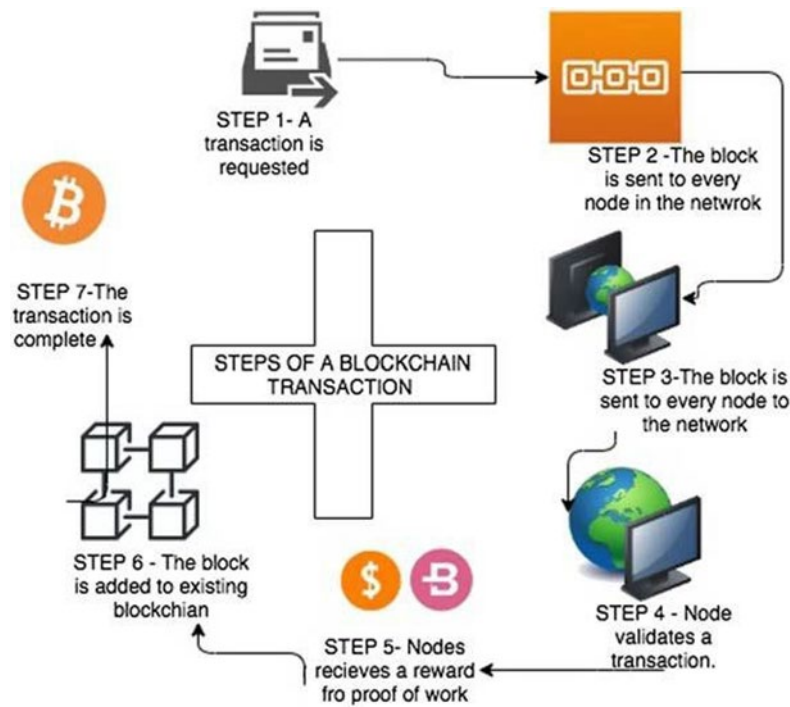 STEP 1- A
transaction is
requested
STEP 2 -The block
is sent to every
node in the netwrok
STEP 3-The block is
sent to every node to
the network
STEP 4 - Node
validates a
transaction.
STEP 5- Nodes
recieves a reward
fro proof of work
STEP 6 - The block
is added to existing
blockchian
STEP 7-The
transaction is
complete
STEPS OF A BLOCKCHAIN
TRANSACTION